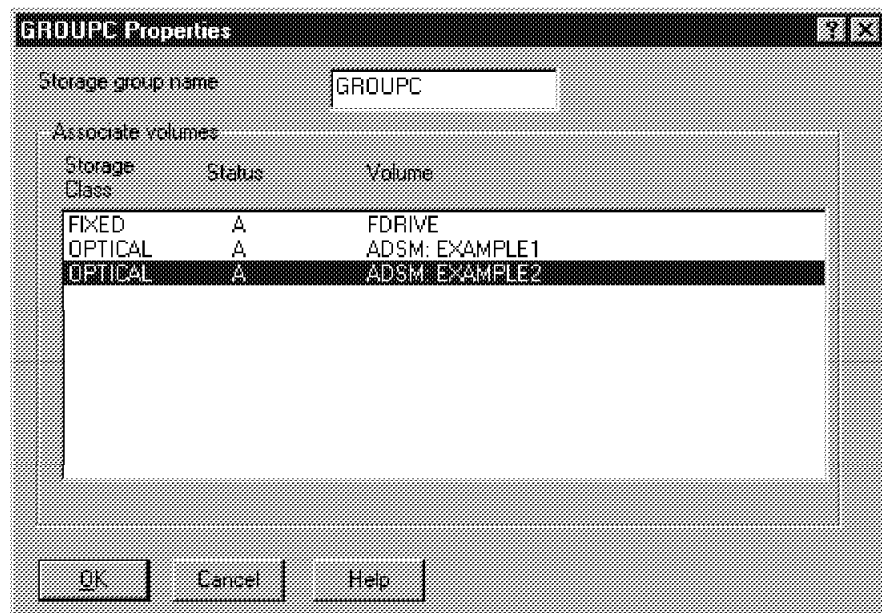 GROUPC Properties ? X
Storage group name GROUPC
Associate volumes
Storage Class Status Volume
FIXED A FDRIVE
OPTICAL A ADSM: EXAMPLE1
OPTICAL A ADSM: EXAMPLE2
OK Cancel Help